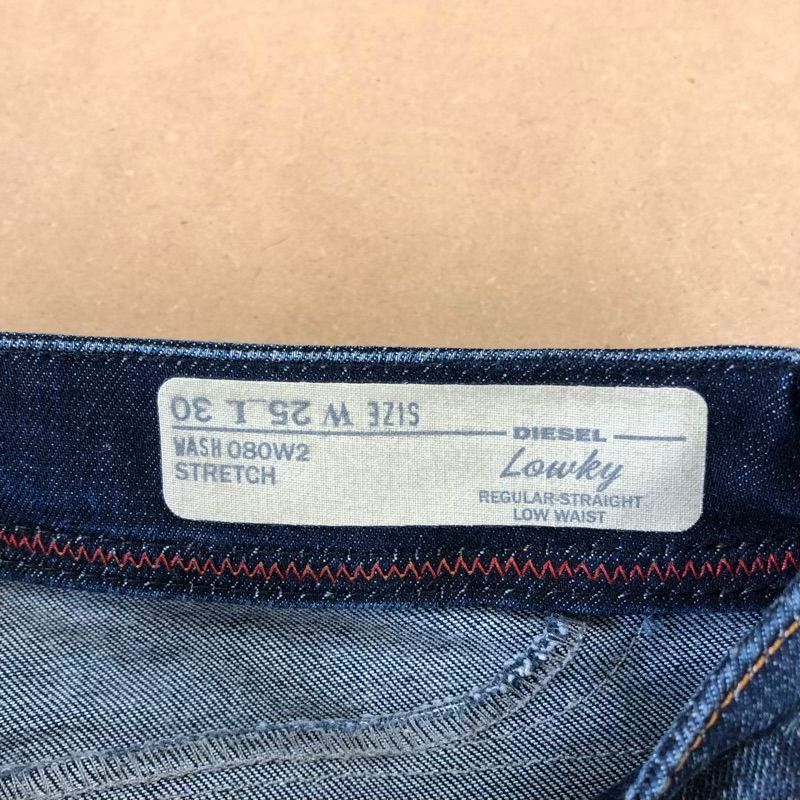 SIZE W 25 L 30
WASH 080W2
STRETCH
DIESEL
Lowky
REGULAR-STRAIGHT
LOW WAIST